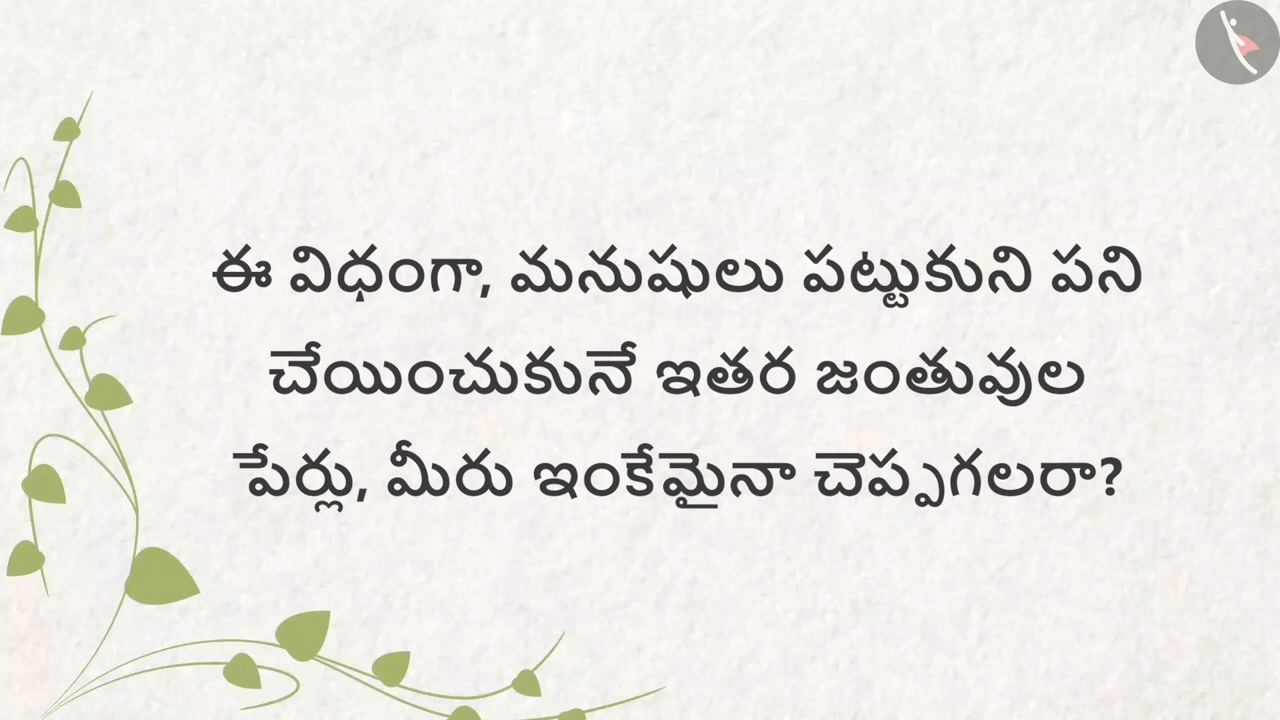 ఈ విధంగా, మనుషులు పట్టుకుని పని
చేయించుకునే ఇతర జంతువుల
పేర్లు, మీరు ఇంకేమైనా చెప్పగలరా?